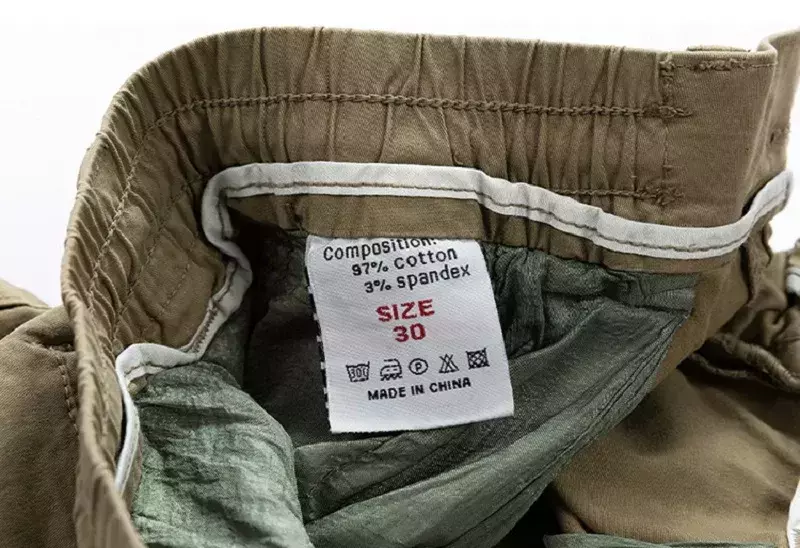 Composition:
97% cotton
3% spandex
SIZE
30
MADE IN CHINA